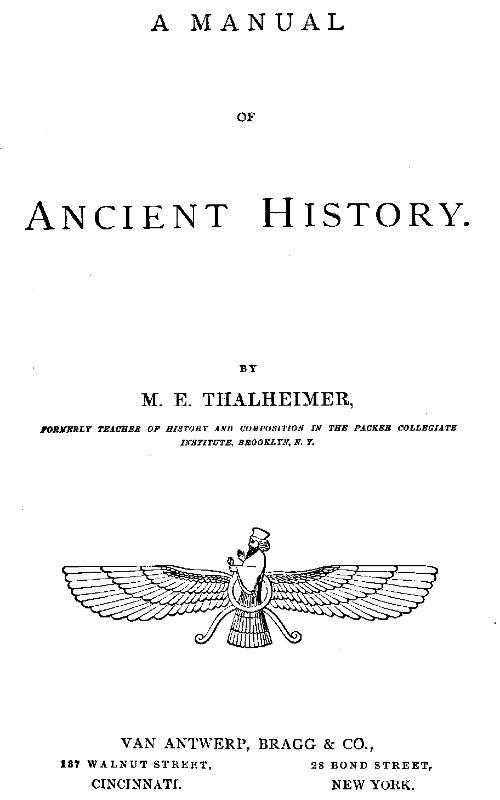 A MANUAL
OF
ANCIENT HISTORY.
BY
M. E. THALHEIMER,
FORMERLY TEACHER OF HISTORY AND COMPOSITION IN THE PACKER COLLEGIATE
INSTITUTE, BROOKLYN, N. Y.
VAN ANTWERP, BRAGG & CO.,
137 WALNUT STREET,
CINCINNATI.
28 BOND STREET,
NEW YORK.